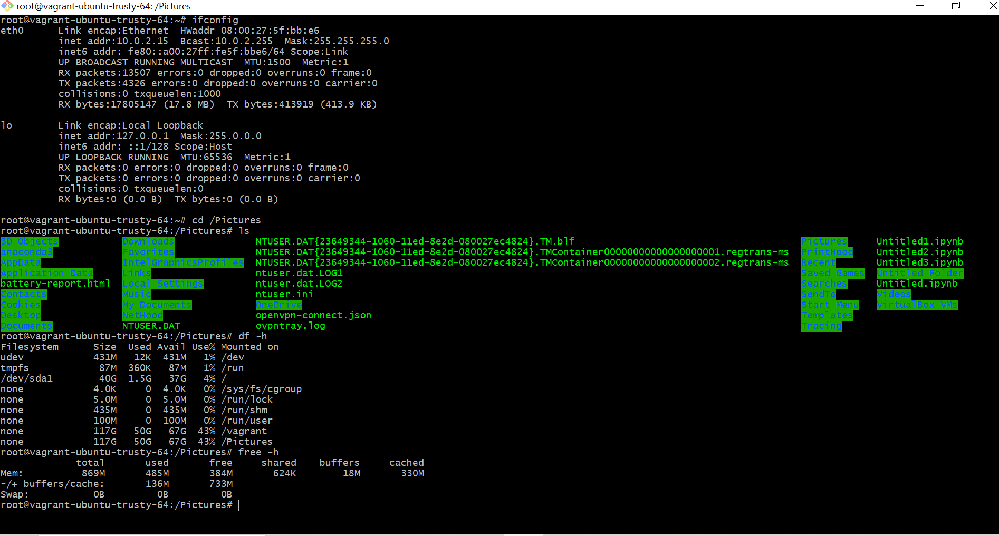 root@vagrant-ubuntu-trusty-64: /Pictures
root@vagrant-ubuntu-trusty-64:~# ifconfig
eth0      Link encap:Ethernet  HWaddr 08:00:27:5f:bb:e6
          inet addr:10.0.2.15  Bcast:10.0.2.255  Mask:255.255.255.0
          inet6 addr: fe80::a00:27ff:fe5f:bbe6/64 Scope:Link
          UP BROADCAST RUNNING MULTICAST  MTU:1500  Metric:1
          RX packets:13507 errors:0 dropped:0 overruns:0 frame:0
          TX packets:4326 errors:0 dropped:0 overruns:0 carrier:0
          collisions:0 txqueuelen:1000
          RX bytes:17805147 (17.8 MB)  TX bytes:413919 (413.9 KB)

lo        Link encap:Local Loopback
          inet addr:127.0.0.1  Mask:255.0.0.0
          inet6 addr: ::1/128 Scope:Host
          UP LOOPBACK RUNNING  MTU:65536  Metric:1
          RX packets:0 errors:0 dropped:0 overruns:0 frame:0
          TX packets:0 errors:0 dropped:0 overruns:0 carrier:0
          collisions:0 txqueuelen:0
          RX bytes:0 (0.0 B)  TX bytes:0 (0.0 B)

root@vagrant-ubuntu-trusty-64:~# cd /Pictures
root@vagrant-ubuntu-trusty-64:/Pictures# ls
3D Objects  Downloads  NTUSER.DAT{23649344-1060-11ed-8e2d-080027ec4824}.TM.blf  Pictures  Untitled1.ipynb
anaconda3  Favorites  NTUSER.DAT{23649344-1060-11ed-8e2d-080027ec4824}.TMContainer00000000000000000001.regtrans-ms  PrintHood  Untitled2.ipynb
AppData  IntelGraphicsProfiles  NTUSER.DAT{23649344-1060-11ed-8e2d-080027ec4824}.TMContainer00000000000000000002.regtrans-ms  Recent  Untitled3.ipynb
Application Data  Links  ntuser.dat.LOG1  Saved Games  Untitled Folder
battery-report.html  Local Settings  ntuser.dat.LOG2  Searches  Untitled.ipynb
Contacts  Music  ntuser.ini  SendTo  Videos
Cookies  My Documents  OneDrive  Start Menu  VirtualBox VMs
Desktop  NetHood  openvpn-connect.json  Templates
Documents  NTUSER.DAT  ovpntray.log  Tracing
root@vagrant-ubuntu-trusty-64:/Pictures# df -h
Filesystem      Size  Used Avail Use% Mounted on
udev            431M   12K  431M   1% /dev
tmpfs            87M  360K   87M   1% /run
/dev/sda1        40G  1.5G   37G   4% /
none            4.0K     0  4.0K   0% /sys/fs/cgroup
none            5.0M     0  5.0M   0% /run/lock
none            435M     0  435M   0% /run/shm
none            100M     0  100M   0% /run/user
none            117G   50G   67G  43% /vagrant
none            117G   50G   67G  43% /Pictures
root@vagrant-ubuntu-trusty-64:/Pictures# free -h
             total       used       free     shared    buffers     cached
Mem:          869M       485M       384M       624K        18M       330M
-/+ buffers/cache:       136M       733M
Swap:           0B         0B         0B
root@vagrant-ubuntu-trusty-64:/Pictures#